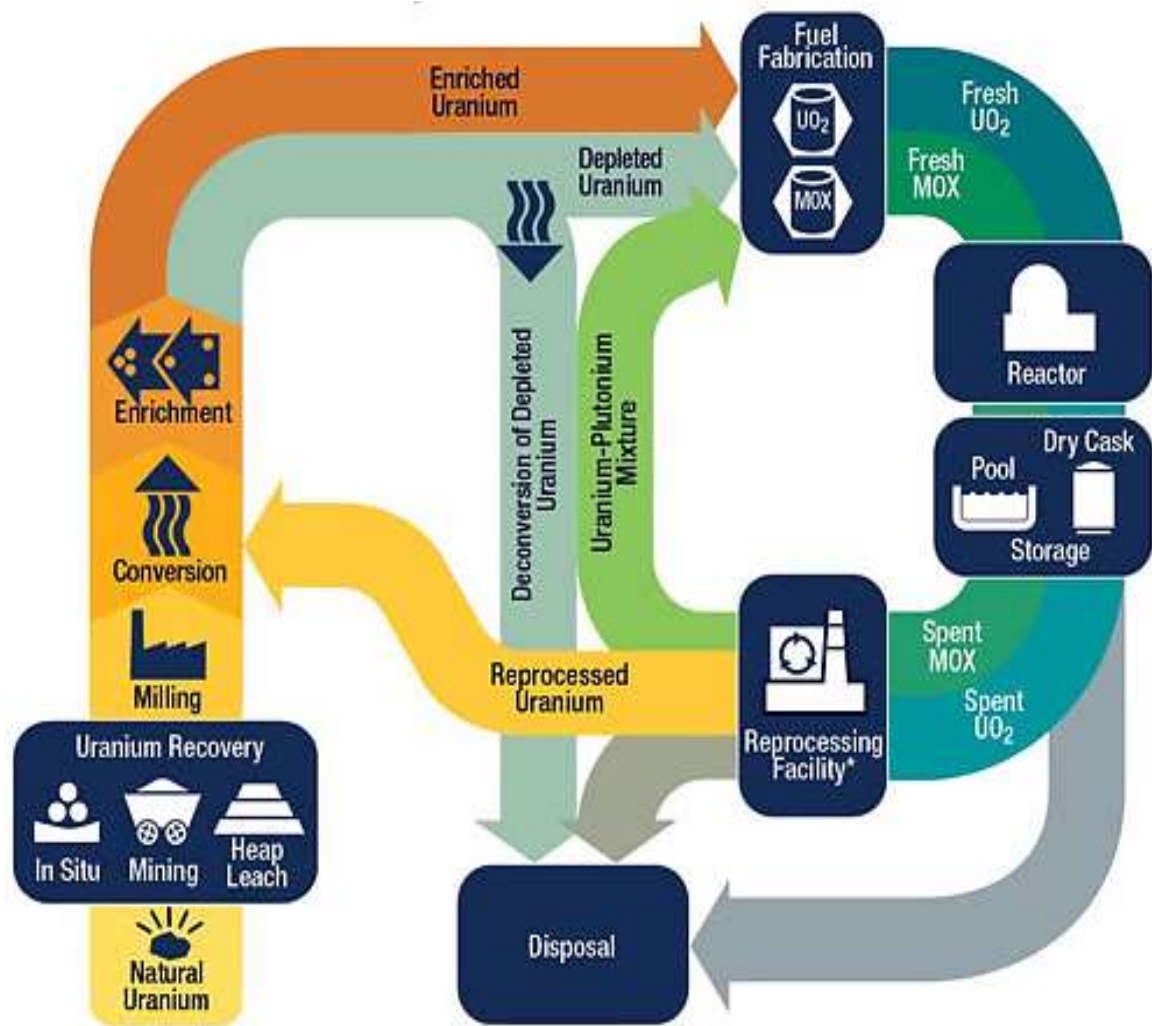 Fuel
Fabrication
UO₂
MOX
Enriched
Uranium
Depleted
Uranium
Fresh
UO₂
Fresh
MOX
Reactor
Dry Cask
Pool
Storage
Enrichment
Conversion
Milling
Uranium Recovery
In Situ
Mining
Heap
Leach
Natural
Uranium
Deconversion of Depleted
Uranium
Uranium-Plutonium
Mixture
Reprocessed
Uranium
Reprocessing
Facility*
Spent
MOX
Spent
UO₂
Disposal